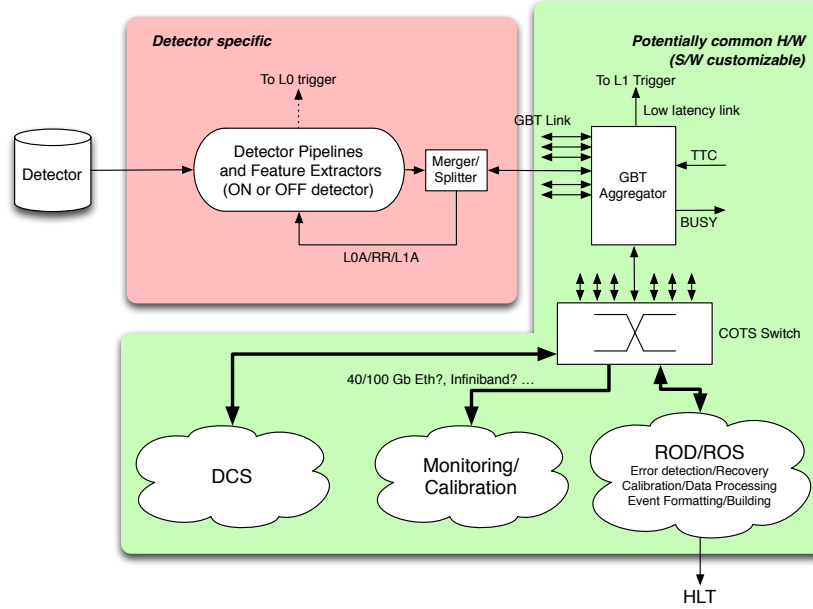 Detector specific
Potentially common H/W
(S/W customizable)
To L0 trigger
To L1 Trigger
Low latency link
GBT Link
Detector
Detector Pipelines
and Feature Extractors
(ON or OFF detector)
Merger/
Splitter
GBT
Aggregator
TTC
BUSY
L0A/RR/L1A
COTS Switch
40/100 Gb Eth?, Infiniband? ...
DCS
Monitoring/
Calibration
ROD/ROS
Error detection/Recovery
Calibration/Data Processing
Event Formatting/Building
HLT